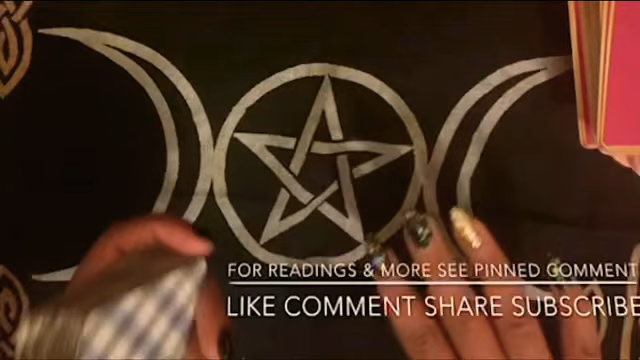 FOR READINGS & MORE SEE PINNED COMMENT
LIKE COMMENT SHARE SUBSCRIBE